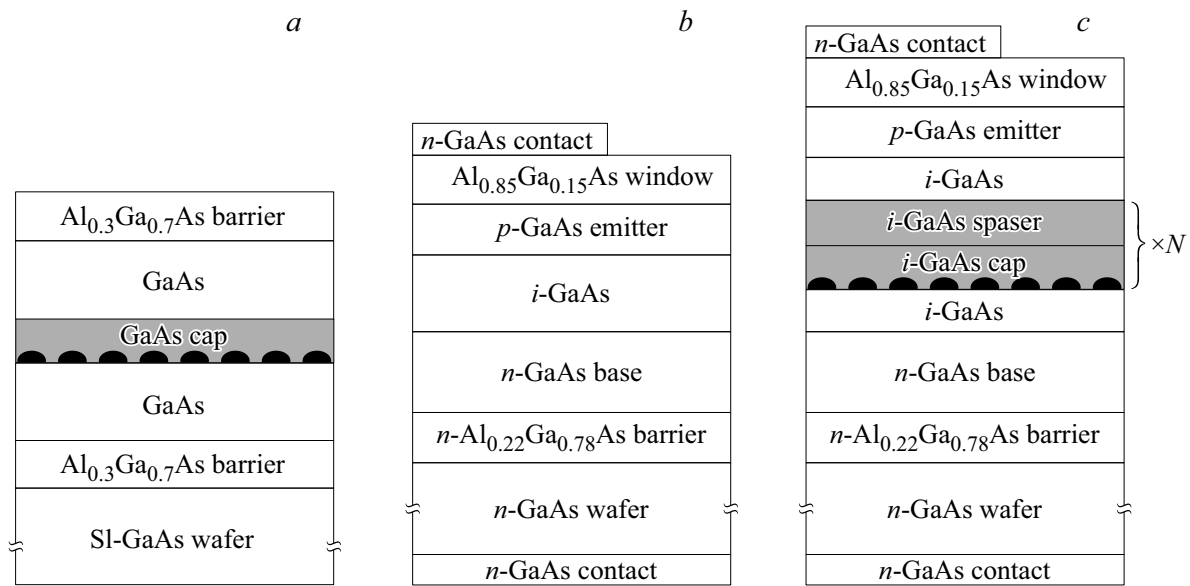 a
Al0.3Ga0.7As barrier
GaAs
GaAs cap
GaAs
Al0.3Ga0.7As barrier
Sl-GaAs wafer
b
n-GaAs contact
Al0.85Ga0.15As window
p-GaAs emitter
i-GaAs
n-GaAs base
n-Al0.22Ga0.78As barrier
n-GaAs wafer
n-GaAs contact
c
n-GaAs contact
Al0.85Ga0.15As window
p-GaAs emitter
i-GaAs
i-GaAs spaser
i-GaAs cap
×N
i-GaAs
n-GaAs base
n-Al0.22Ga0.78As barrier
n-GaAs wafer
n-GaAs contact